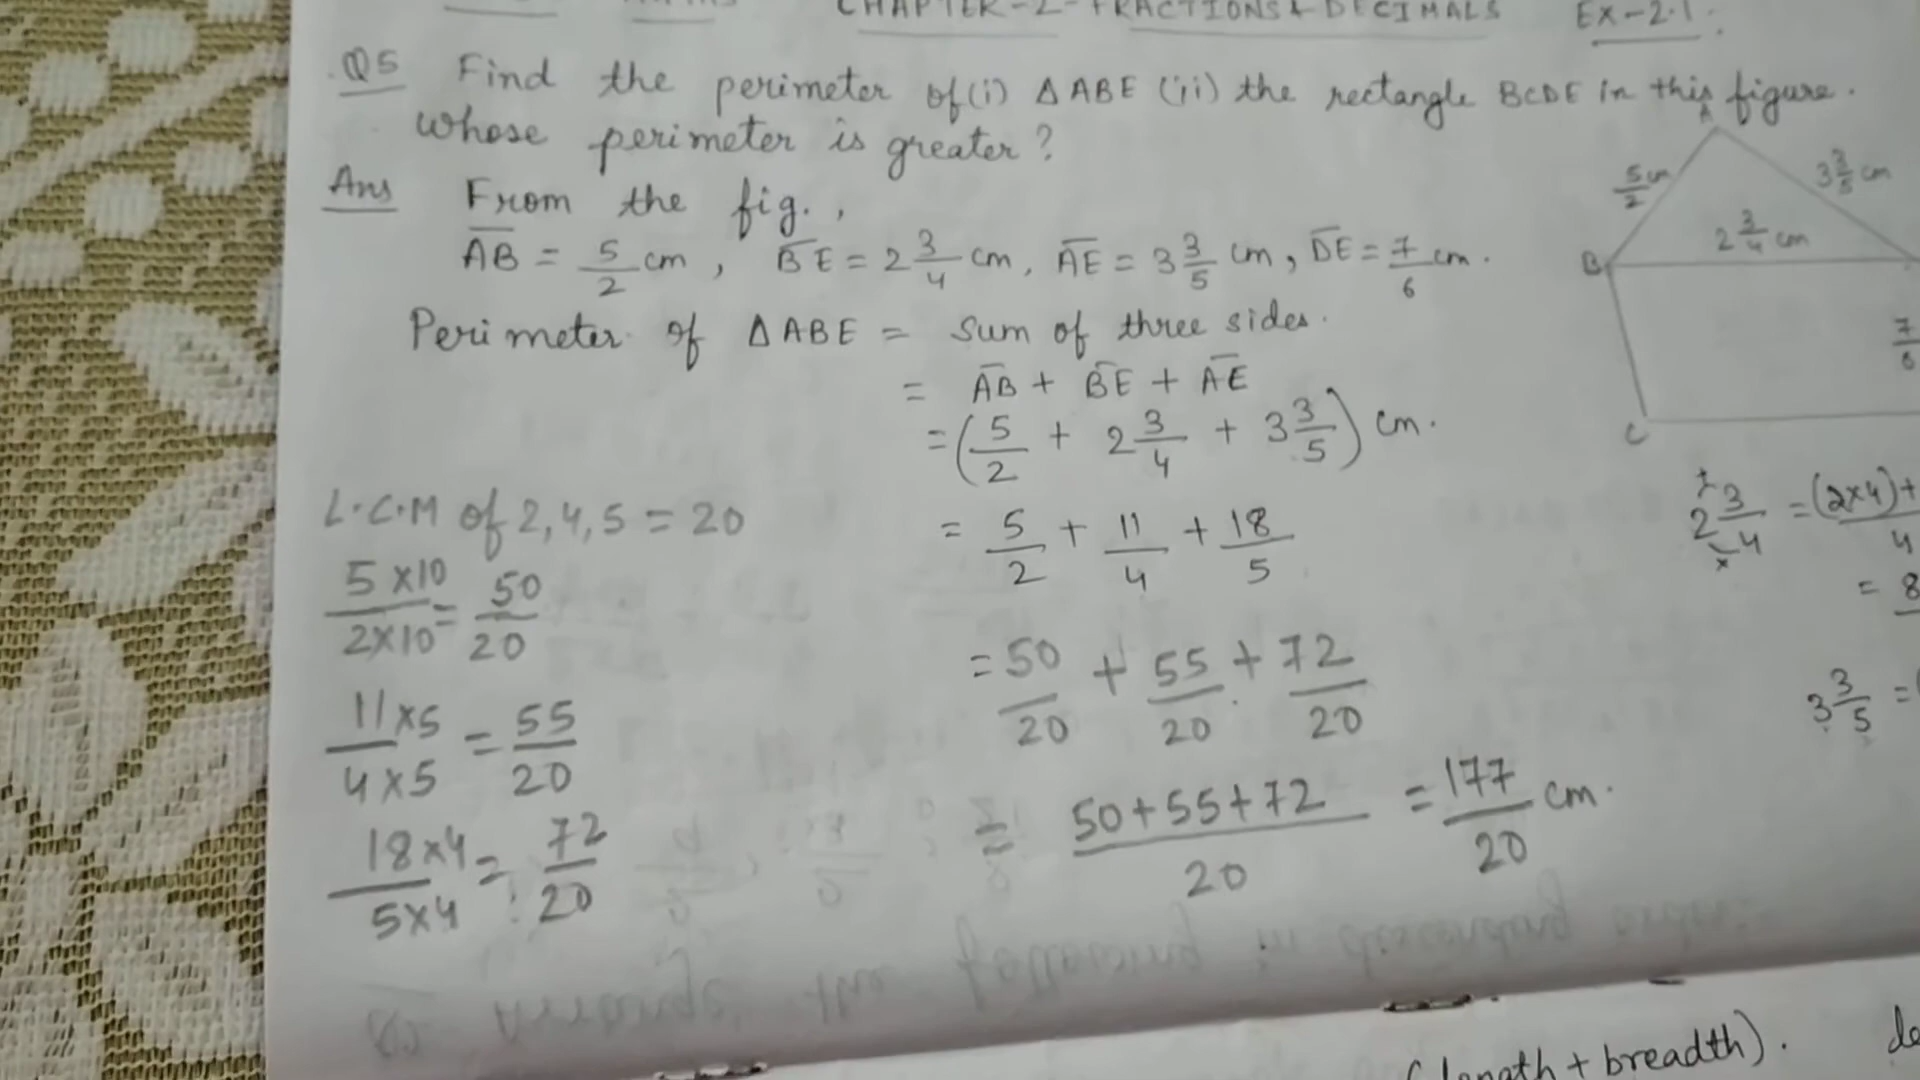 CHAPTER-2-FRACTIONS & DECIMALS EX-2.1.
Q5 Find the perimeter of (i) ΔABE (ii) the rectangle BCDE in this figure.
whose perimeter is greater?
Ans From the fig.,
A
5/2 cm
3 3/5 cm
2 3/4 cm
B
7/6
C
AB = 5/2 cm, BE = 2 3/4 cm, AE = 3 3/5 cm, DE = 7/6 cm.
Perimeter of ΔABE = Sum of three sides.
= AB + BE + AE
= (5/2 + 2 3/4 + 3 3/5) cm.
L.C.M of 2,4,5 = 20
= 5/2 + 11/4 + 18/5
5×10/2×10 = 50/20
= 50/20 + 55/20 + 72/20
11×5/4×5 = 55/20
= 50+55+72/20 = 177/20 cm.
18×4/5×4 = 72/20
2 3/4 = (2×4)+/4
= 8
3 3/5 =
(length + breadth).